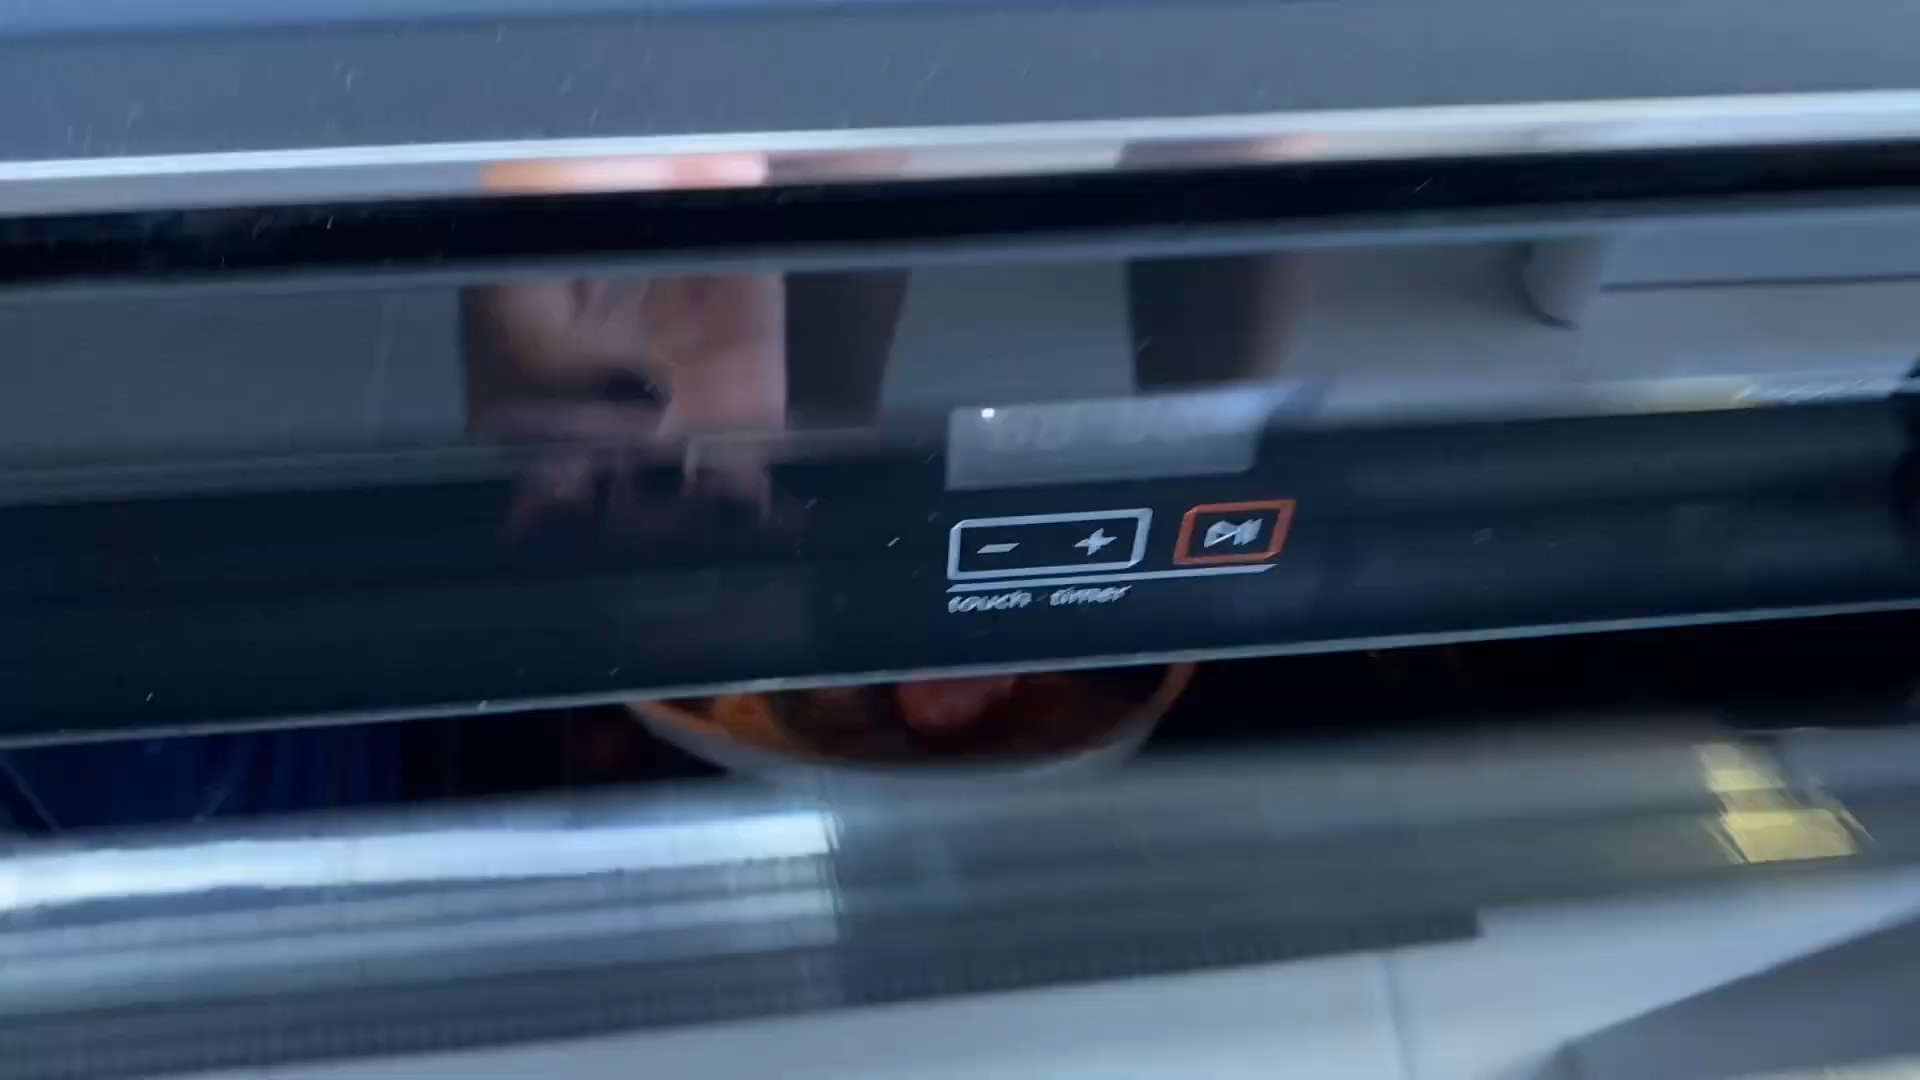 - +
touch · timer